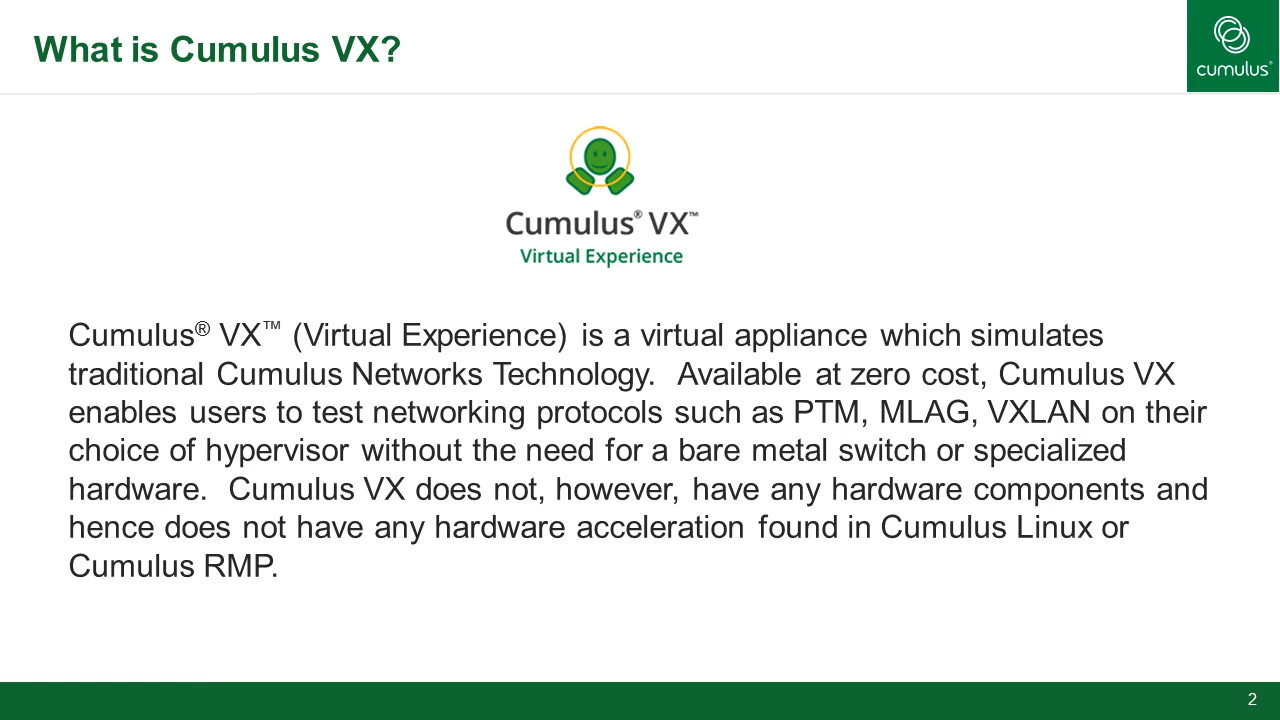 What is Cumulus VX?
cumulus®
Cumulus® VX™
Virtual Experience
Cumulus® VX™ (Virtual Experience) is a virtual appliance which simulates
traditional Cumulus Networks Technology.  Available at zero cost, Cumulus VX
enables users to test networking protocols such as PTM, MLAG, VXLAN on their
choice of hypervisor without the need for a bare metal switch or specialized
hardware.  Cumulus VX does not, however, have any hardware components and
hence does not have any hardware acceleration found in Cumulus Linux or
Cumulus RMP.
2